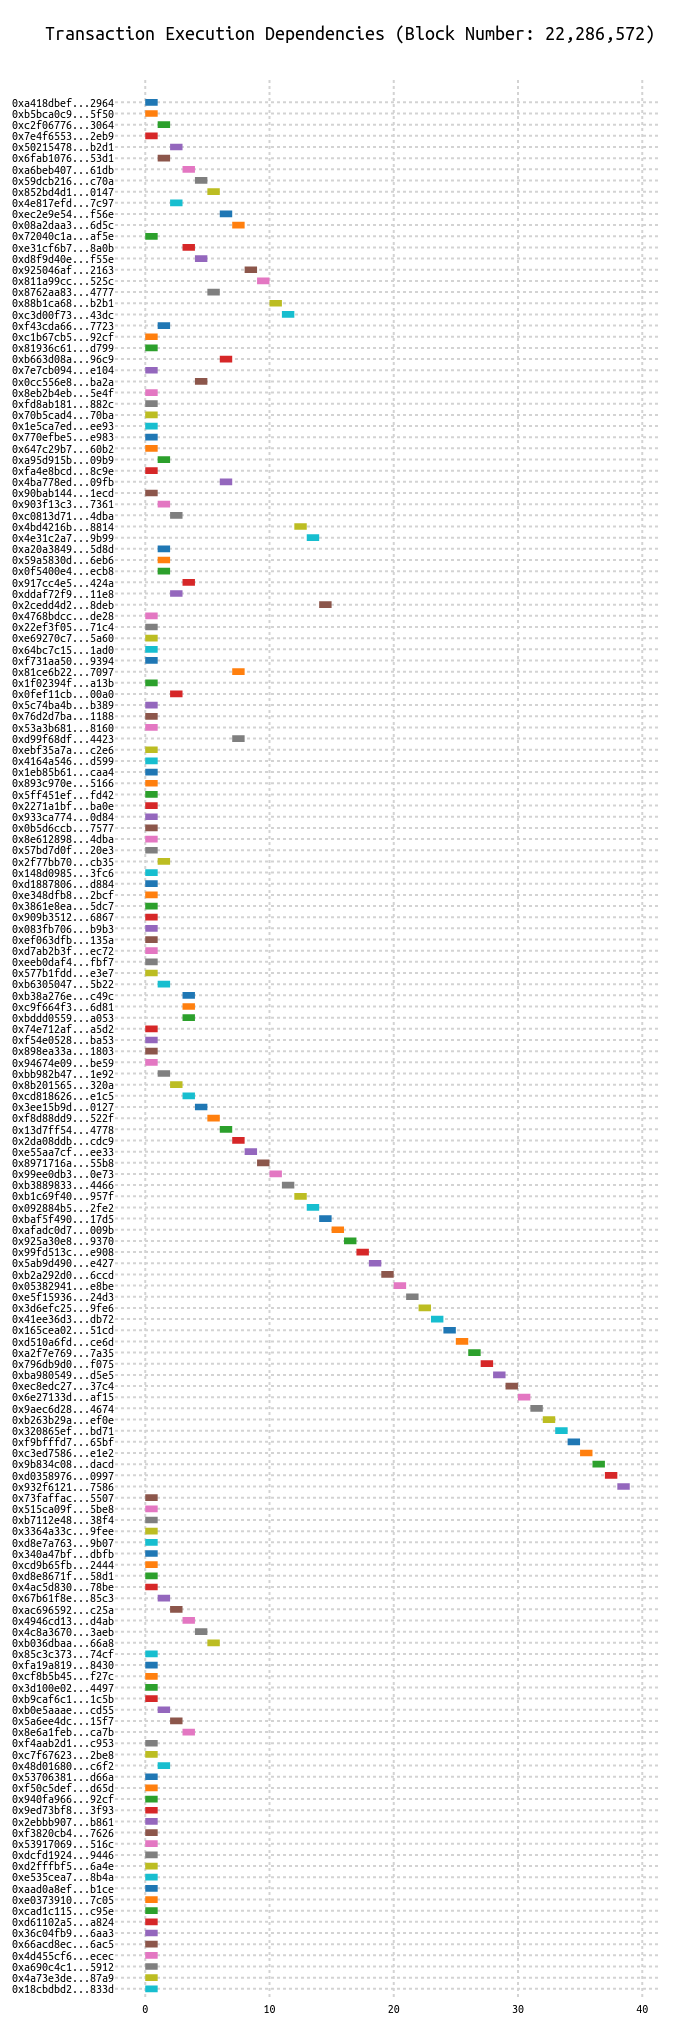 Transaction Execution Dependencies (Block Number: 22,286,572)
0xa418dbef...2964
0xb5bca0c9...5f50
0xc2f06776...3064
0x7e4f6553...2eb9
0x50215478...b2d1
0x6fab1076...53d1
0xa6beb407...61db
0x59dcb216...c70a
0x852bd4d1...0147
0x4e817efd...7c97
0xec2e9e54...f56e
0x08a2daa3...6d5c
0x72040c1a...af5e
0xe31cf6b7...8a0b
0xd8f9d40e...f55e
0x925046af...2163
0x811a99cc...525c
0x8762aa83...4777
0x88b1ca68...b2b1
0xc3d00f73...43dc
0xf43cda66...7723
0xc1b67cb5...92cf
0x81936c61...d799
0xb663d08a...96c9
0x7e7cb094...e104
0x0cc556e8...ba2a
0x8eb2b4eb...5e4f
0xfd8ab181...882c
0x70b5cad4...70ba
0x1e5ca7ed...ee93
0x770efbe5...e983
0x647c29b7...60b2
0xa95d915b...09b9
0xfa4e8bcd...8c9e
0x4ba778ed...09fb
0x90bab144...1ecd
0x903f13c3...7361
0xc0813d71...4dba
0x4bd4216b...8814
0x4e31c2a7...9b99
0xa20a3849...5d8d
0x59a5830d...6eb6
0x0f5400e4...ecb8
0x917cc4e5...424a
0xddaf72f9...11e8
0x2cedd4d2...8deb
0x4768bdcc...de28
0x22ef3f05...71c4
0xe69270c7...5a60
0x64bc7c15...1ad0
0xf731aa50...9394
0x81ce6b22...7097
0x1f02394f...a13b
0x0fef11cb...00a0
0x5c74ba4b...b389
0x76d2d7ba...1188
0x53a3b681...8160
0xd99f68df...4423
0xebf35a7a...c2e6
0x4164a546...d599
0x1eb85b61...caa4
0x893c970e...5166
0x5ff451ef...fd42
0x2271a1bf...ba0e
0x933ca774...0d84
0x0b5d6ccb...7577
0x8e612898...4dba
0x57bd7d0f...20e3
0x2f77bb70...cb35
0x148d0985...3fc6
0xd1887806...d884
0xe348dfb8...2bcf
0x3861e8ea...5dc7
0x909b3512...6867
0x083fb706...b9b3
0xef063dfb...135a
0xd7ab2b3f...ec72
0xeeb0daf4...fbf7
0x577b1fdd...e3e7
0xb6305047...5b22
0xb38a276e...c49c
0xc9f664f3...6d81
0xbddd0559...a053
0x74e712af...a5d2
0xf54e0528...ba53
0x898ea33a...1803
0x94674e09...be59
0xbb982b47...1e92
0x8b201565...320a
0xcd818626...e1c5
0x3ee15b9d...0127
0xf8d88dd9...522f
0x13d7ff54...4778
0x2da08ddb...cdc9
0xe55aa7cf...ee33
0x8971716a...55b8
0x99ee0db3...0e73
0xb3889833...4466
0xb1c69f40...957f
0x092884b5...2fe2
0xbaf5f490...17d5
0xafadc0d7...009b
0x925a30e8...9370
0x99fd513c...e908
0x5ab9d490...e427
0xb2a292d0...6ccd
0x05382941...e8be
0xe5f15936...24d3
0x3d6efc25...9fe6
0x41ee36d3...db72
0x165cea02...51cd
0xd510a6fd...ce6d
0xa2f7e769...7a35
0x796db9d0...f075
0xba980549...d5e5
0xec8edc27...37c4
0x6e27133d...af15
0x9aec6d28...4674
0xb263b29a...ef0e
0x320865ef...bd71
0xf9bfffd7...65bf
0xc3ed7586...e1e2
0x9b834c08...dacd
0xd0358976...0997
0x932f6121...7586
0x73faffac...5507
0x515ca09f...5be8
0xb7112e48...38f4
0x3364a33c...9fee
0xd8e7a763...9b07
0x340a47bf...dbfb
0xcd9b65fb...2444
0xd8e8671f...58d1
0x4ac5d830...78be
0x67b61f8e...85c3
0xac696592...c25a
0x4946cd13...d4ab
0x4c8a3670...3aeb
0xb036dbaa...66a8
0x85c3c373...74cf
0xfa19a819...8430
0xcf8b5b45...f27c
0x3d100e02...4497
0xb9caf6c1...1c5b
0xb0e5aaae...cd55
0x5a6ee4dc...15f7
0x8e6a1feb...ca7b
0xf4aab2d1...c953
0xc7f67623...2be8
0x48d01680...c6f2
0x53706381...d66a
0xf50c5def...d65d
0x940fa966...92cf
0x9ed73bf8...3f93
0x2ebbb907...b861
0xf3820cb4...7626
0x53917069...516c
0xdcfd1924...9446
0xd2fffbf5...6a4e
0xe535cea7...8b4a
0xaad0a8ef...b1ce
0xe0373910...7c05
0xcad1c115...c95e
0xd61102a5...a824
0x36c04fb9...6aa3
0x66acd8ec...6ac5
0x4d455cf6...ecec
0xa690c4c1...5912
0x4a73e3de...87a9
0x18cbdbd2...833d
0 10 20 30 40